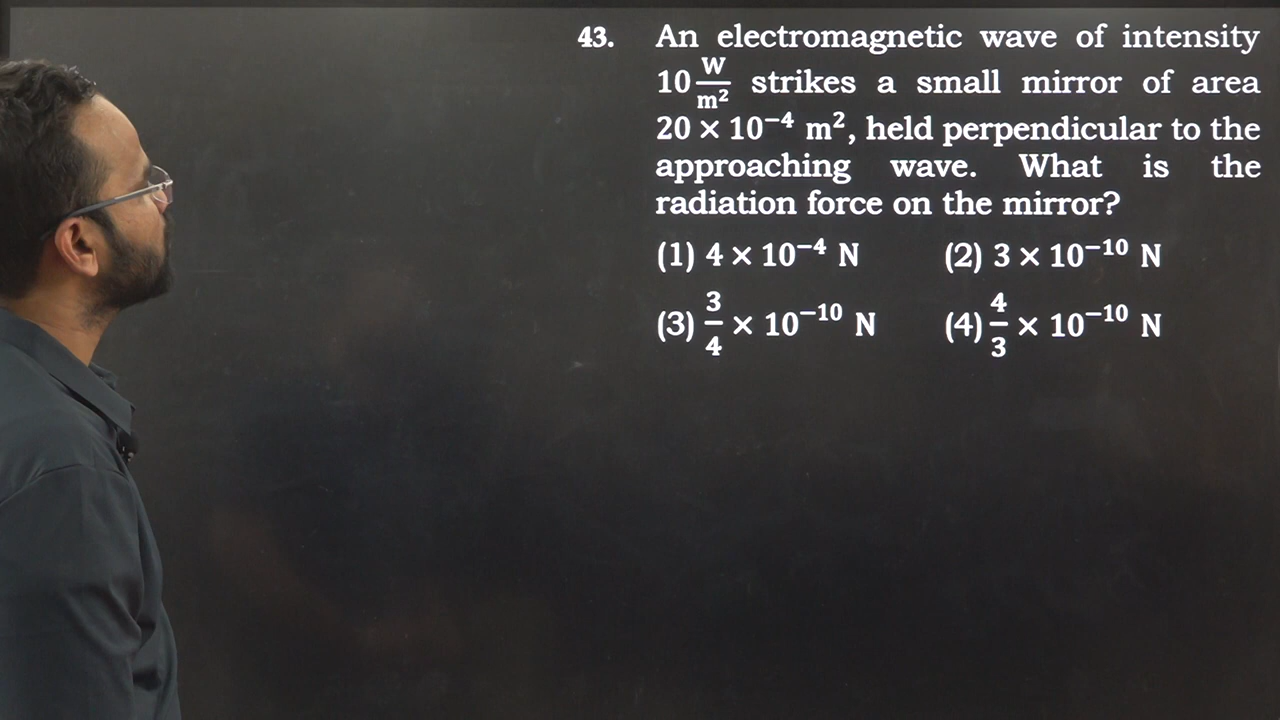 43. An electromagnetic wave of intensity
10 W/m² strikes a small mirror of area
20 × 10⁻⁴ m², held perpendicular to the
approaching wave. What is the
radiation force on the mirror?
(1) 4 × 10⁻⁴ N (2) 3 × 10⁻¹⁰ N
(3) 3/4 × 10⁻¹⁰ N (4) 4/3 × 10⁻¹⁰ N